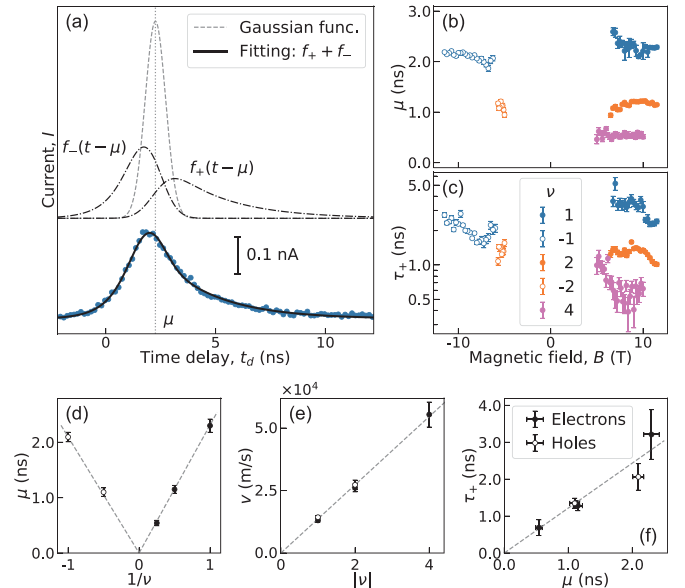 (a)
Gaussian func.
Fitting: f₊ + f₋
Current, I
f₋(t − μ)
f₊(t − μ)
0.1 nA
μ
0
5
10
Time delay, t_d (ns)
(b)
μ (ns)
3.0
2.0
1.0
0.0
(c)
τ₊ (ns)
5.0
1.0
0.5
ν
1
-1
2
-2
4
-10
0
10
Magnetic field, B (T)
(d)
μ (ns)
2.0
1.0
0.0
-1
0
1
1/ν
×10⁴
(e)
v (m/s)
5.0
2.5
0.0
0
2
4
|ν|
τ₊ (ns)
4.0
3.0
2.0
1.0
0.0
Electrons
Holes
(f)
0.0
1.0
2.0
μ (ns)